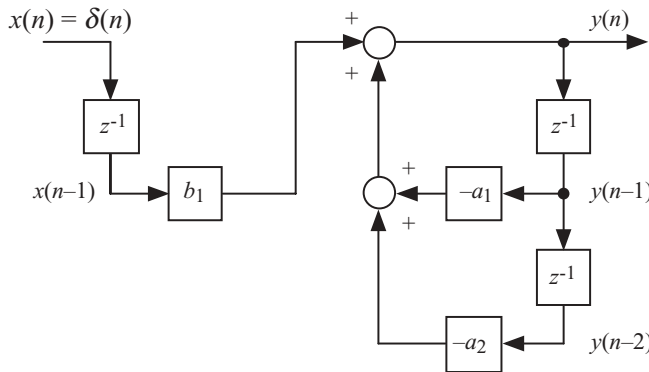 x(n) = δ(n)
+
y(n)
+
z⁻¹
z⁻¹
x(n–1)
b₁
+
–a₁
y(n–1)
+
z⁻¹
–a₂
y(n–2)